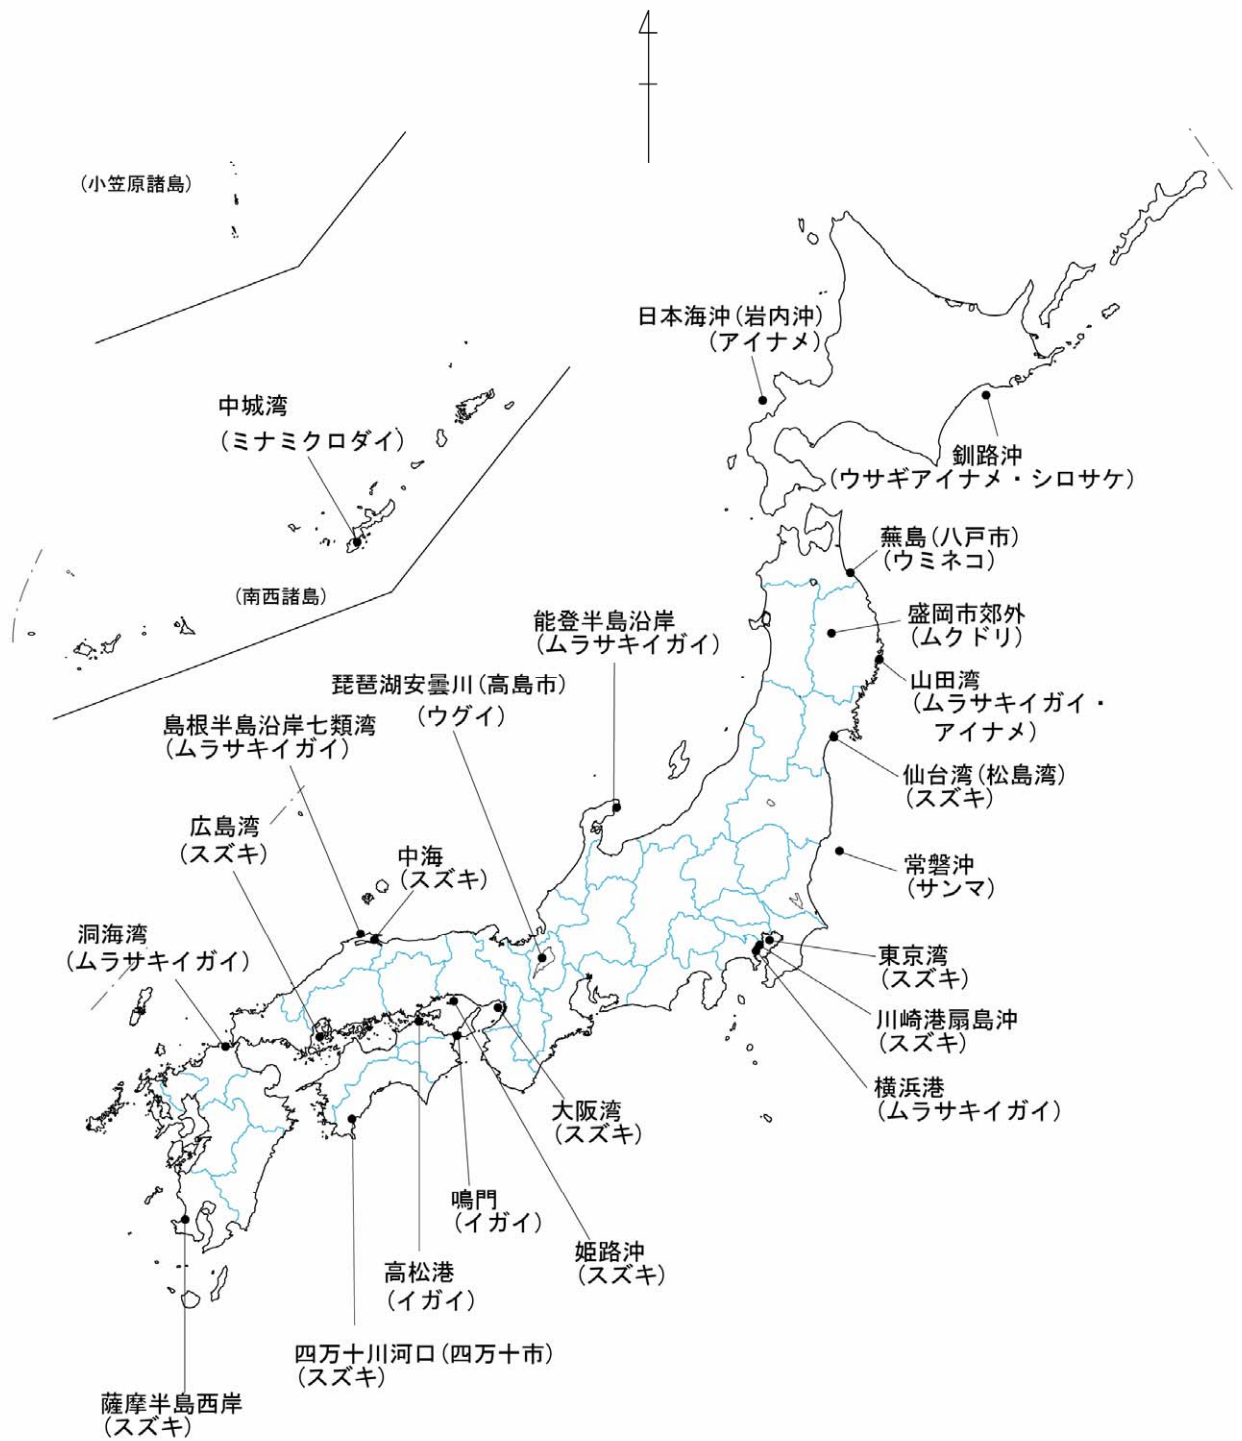 4
(小笠原諸島)
日本海沖(岩内沖)
(アイナメ)
中城湾
(ミナミクロダイ)
釧路沖
(ウサギアイナメ・シロサケ)
蕪島(八戸市)
(ウミネコ)
(南西諸島)
能登半島沿岸
(ムラサキイガイ)
盛岡市郊外
(ムクドリ)
琵琶湖安曇川(高島市)
(ウグイ)
山田湾
(ムラサキイガイ・
アイナメ)
島根半島沿岸七類湾
(ムラサキイガイ)
仙台湾(松島湾)
(スズキ)
広島湾
(スズキ)
中海
(スズキ)
常磐沖
(サンマ)
洞海湾
(ムラサキイガイ)
東京湾
(スズキ)
川崎港扇島沖
(スズキ)
横浜港
(ムラサキイガイ)
大阪湾
(スズキ)
鳴門
(イガイ)
姫路沖
(スズキ)
高松港
(イガイ)
四万十川河口(四万十市)
(スズキ)
薩摩半島西岸
(スズキ)